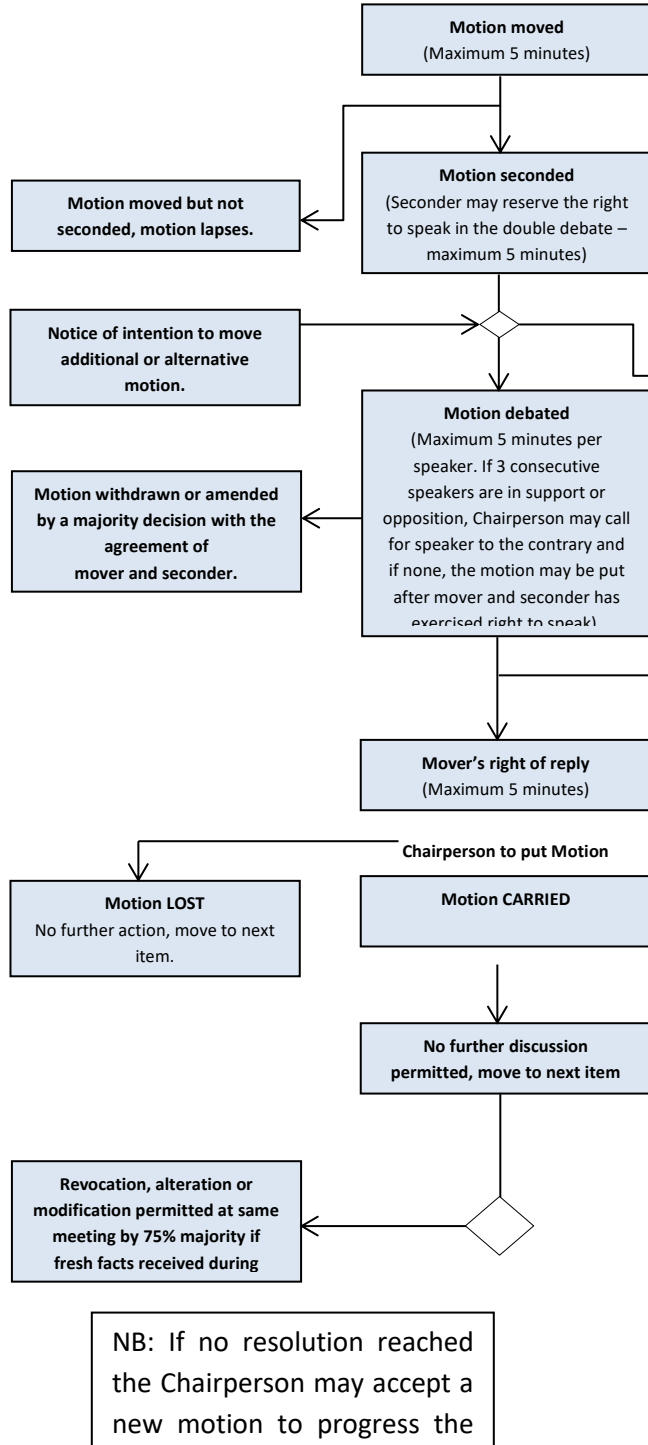 Motion moved
(Maximum 5 minutes)
Motion seconded
(Seconder may reserve the right
to speak in the double debate –
maximum 5 minutes)
Motion moved but not
seconded, motion lapses.
Notice of intention to move
additional or alternative
motion.
Motion debated
(Maximum 5 minutes per
speaker. If 3 consecutive
speakers are in support or
opposition, Chairperson may call
for speaker to the contrary and
if none, the motion may be put
after mover and seconder has
exercised right to speak)
Motion withdrawn or amended
by a majority decision with the
agreement of
mover and seconder.
Mover’s right of reply
(Maximum 5 minutes)
Chairperson to put Motion
Motion LOST
No further action, move to next
item.
Motion CARRIED
No further discussion
permitted, move to next item
Revocation, alteration or
modification permitted at same
meeting by 75% majority if
fresh facts received during
NB: If no resolution reached
the Chairperson may accept a
new motion to progress the